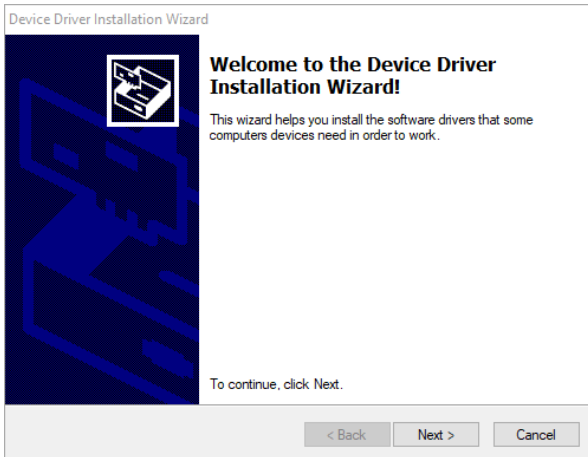 Device Driver Installation Wizard
Welcome to the Device Driver
Installation Wizard!
This wizard helps you install the software drivers that some
computers devices need in order to work.
To continue, click Next.
< Back
Next >
Cancel